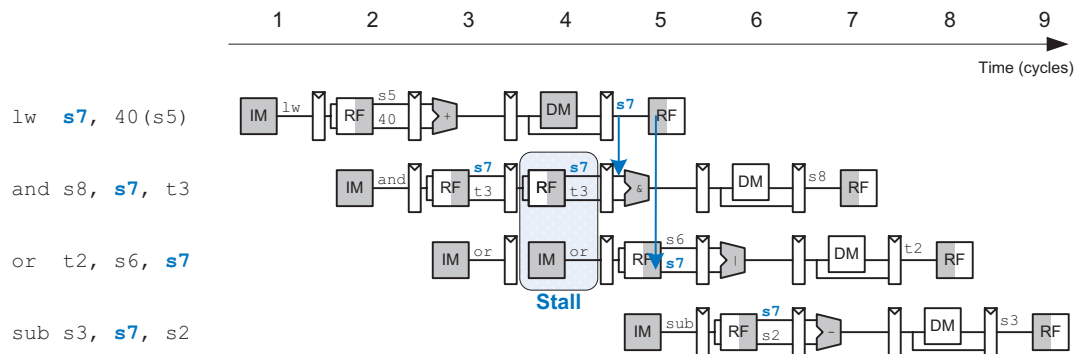 1 2 3 4 5 6 7 8 9
Time (cycles)
lw s7, 40(s5)
IM lw RF s5 40 + DM s7 RF
and s8, s7, t3
IM and RF s7 t3 RF s7 t3 & DM s8 RF
or t2, s6, s7
IM or IM or RF s6 s7 | DM t2 RF
Stall
sub s3, s7, s2
IM sub RF s7 s2 - DM s3 RF